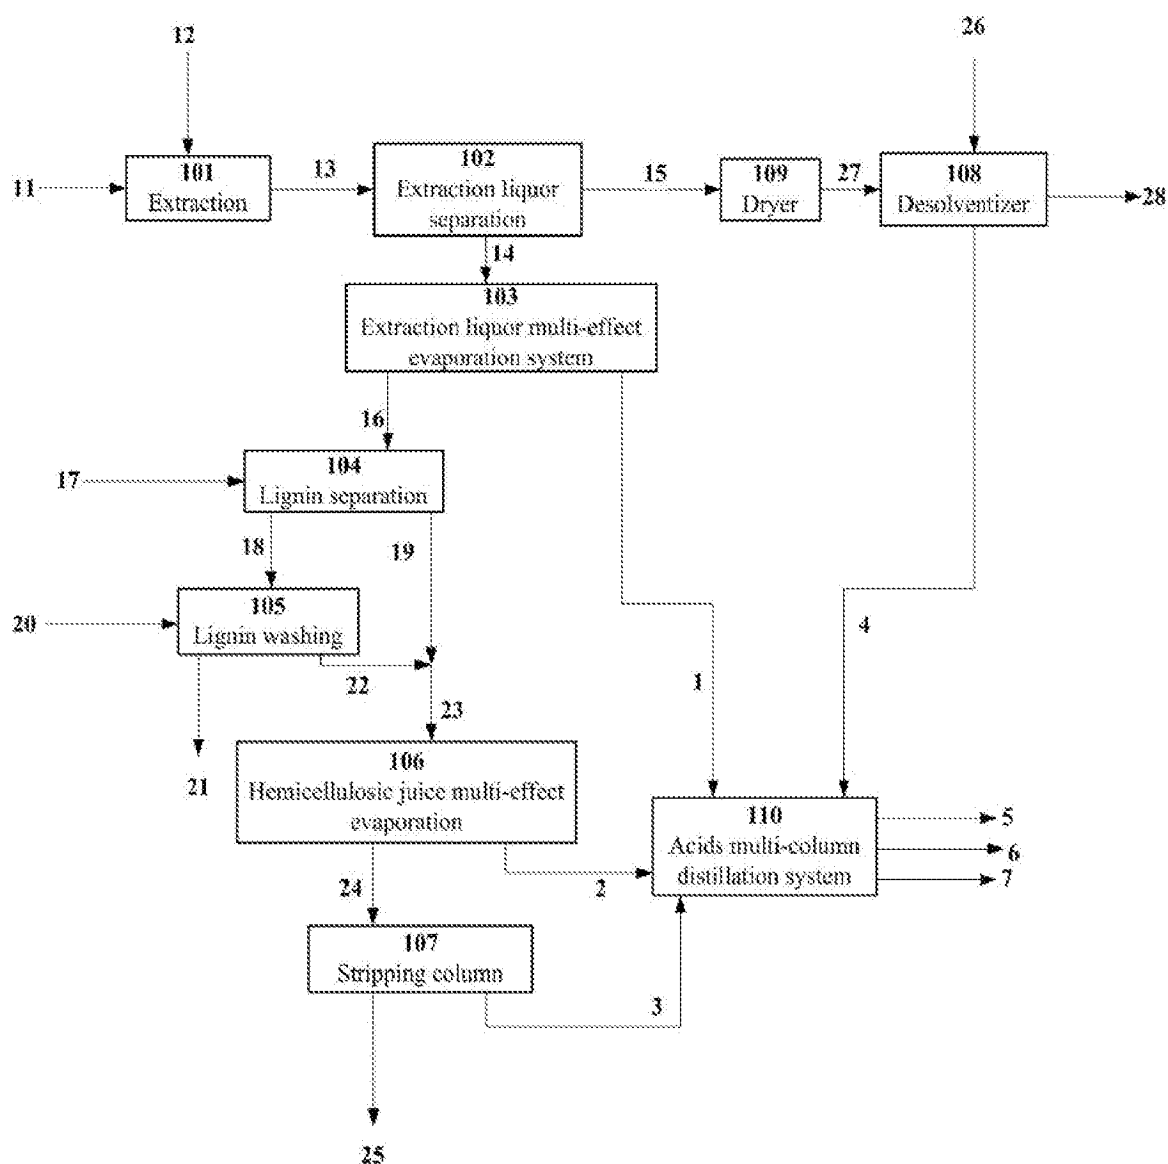 12
26
11
101
Extraction
13
102
Extraction liquor
separation
15
109
Dryer
27
108
Desolventizer
28
14
103
Extraction liquor multi-effect
evaporation system
16
17
104
Lignin separation
18
19
20
105
Lignin washing
22
4
1
23
21
106
Hemicellulosic juice multi-effect
evaporation
110
Acids multi-column
distillation system
5
6
7
24
2
107
Stripping column
3
25